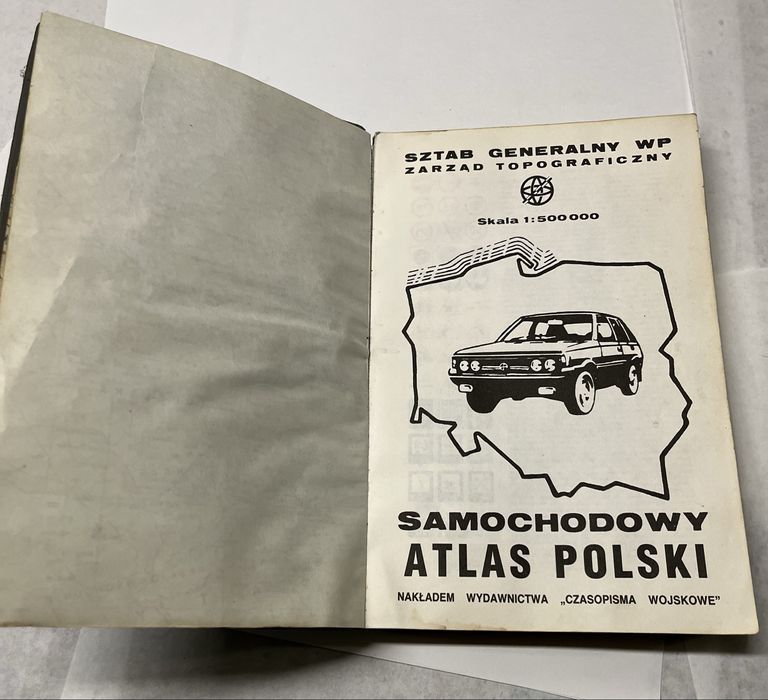 SZTAB GENERALNY WP
ZARZĄD TOPOGRAFICZNY
Skala 1:500 000
SAMOCHODOWY
ATLAS POLSKI
NAKŁADEM WYDAWNICTWA „CZASOPISMA WOJSKOWE”